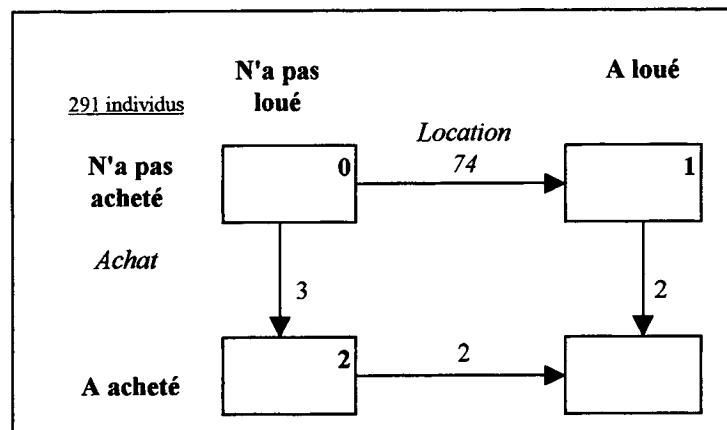 N'a pas
loué
A loué
291 individus
Location
74
N'a pas
acheté
0
1
Achat
3
2
A acheté
2
2